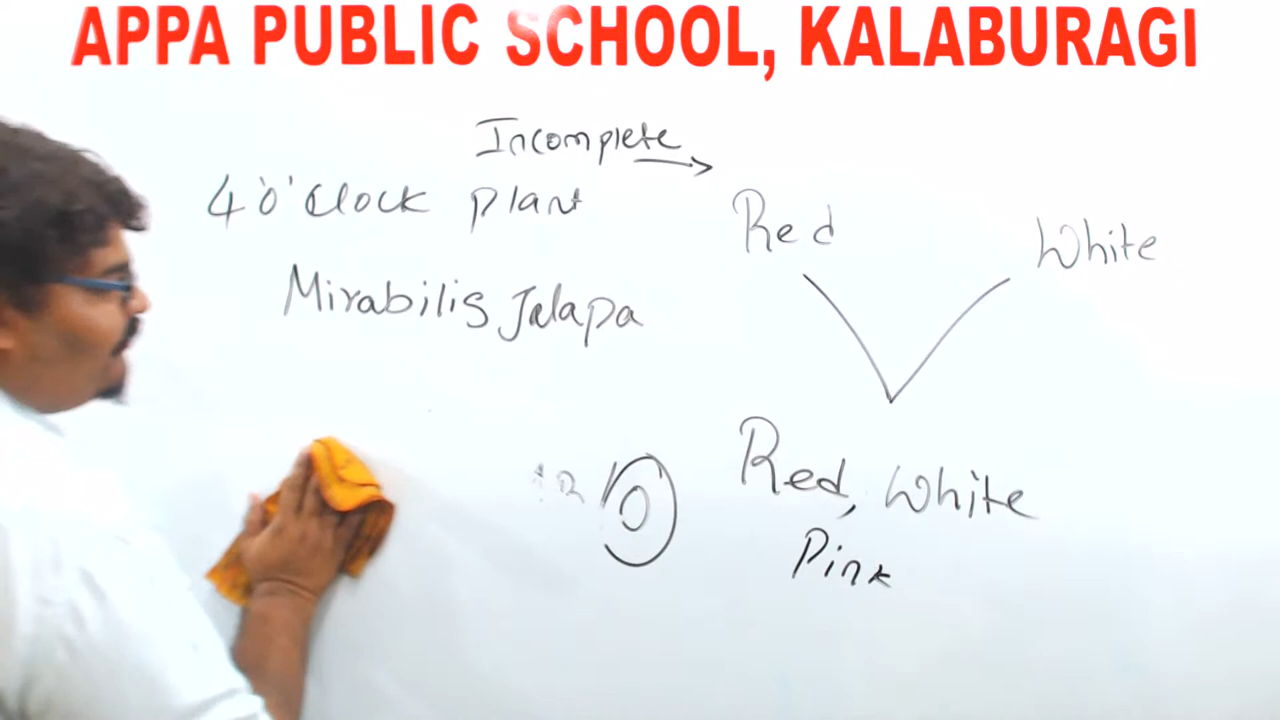 APPA PUBLIC SCHOOL, KALABURAGI
Incomplete →
4'O'Clock plant
Mirabilis Jalapa
Red White
Red, White
Pink